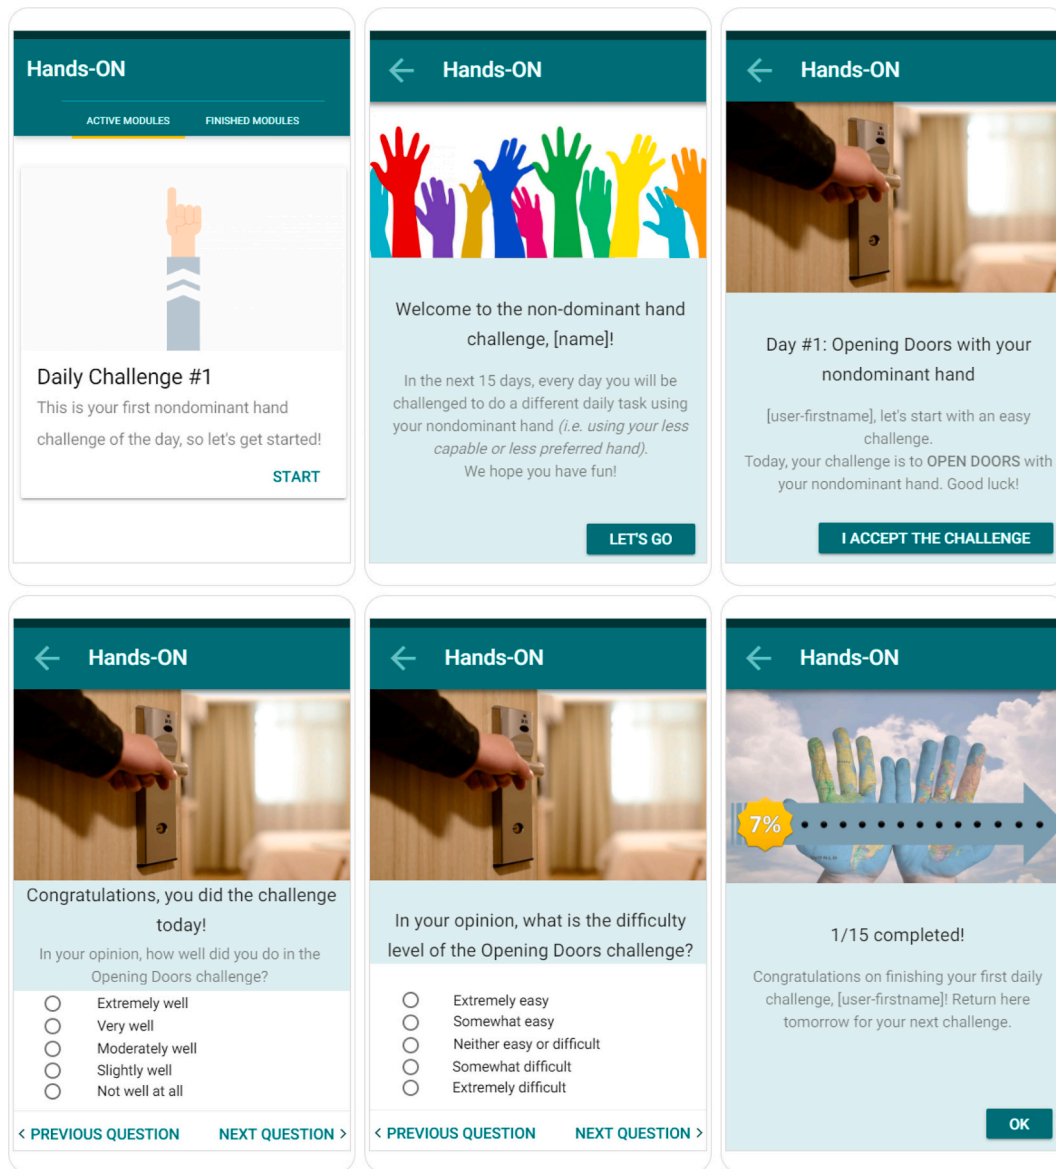 Hands-ON
ACTIVE MODULES FINISHED MODULES
Daily Challenge #1
This is your first nondominant hand
challenge of the day, so let's get started!
START
Hands-ON
Welcome to the non-dominant hand
challenge, [name]!
In the next 15 days, every day you will be
challenged to do a different daily task using
your nondominant hand (i.e. using your less
capable or less preferred hand).
We hope you have fun!
LET'S GO
Hands-ON
Day #1: Opening Doors with your
nondominant hand
[user-firstname], let's start with an easy
challenge.
Today, your challenge is to OPEN DOORS with
your nondominant hand. Good luck!
I ACCEPT THE CHALLENGE
Hands-ON
Congratulations, you did the challenge
today!
In your opinion, how well did you do in the
Opening Doors challenge?
Extremely well
Very well
Moderately well
Slightly well
Not well at all
< PREVIOUS QUESTION NEXT QUESTION >
Hands-ON
In your opinion, what is the difficulty
level of the Opening Doors challenge?
Extremely easy
Somewhat easy
Neither easy or difficult
Somewhat difficult
Extremely difficult
< PREVIOUS QUESTION NEXT QUESTION >
Hands-ON
7%
WORLD
1/15 completed!
Congratulations on finishing your first daily
challenge, [user-firstname]! Return here
tomorrow for your next challenge.
OK